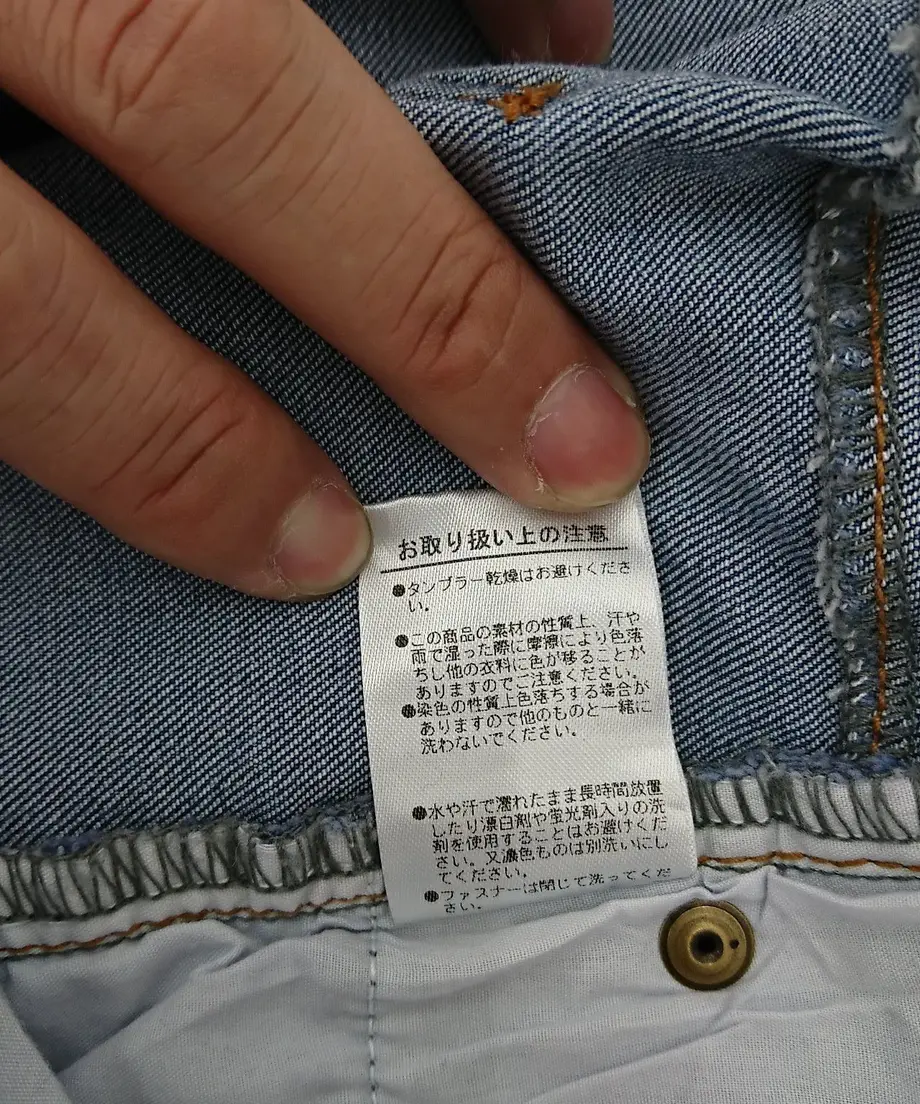 お取り扱い上の注意
●タンブラー乾燥はお避けくださ
い。
●この商品の素材の性質上、汗や
雨で湿った際に摩擦により色落
ちし他の衣料に色が移ることが
ありますのでご注意ください。
●染色の性質上色落ちする場合が
ありますので他のものと一緒に
洗わないでください。
●水や汗で濡れたまま長時間放置
したり漂白剤や蛍光剤入りの洗
剤を使用することはお避けくだ
さい。又濃色ものは別洗いにし
てください。
●ファスナーは閉じて洗ってくだ
さい。